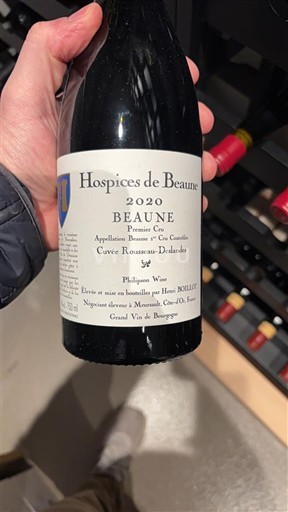 Hospices de Beaune
2020
BEAUNE
Premier Cru
Appellation Beaune 1er Cru Contrôlée
Cuvée Rousseau-Deslandes
Philipson Wine
Élevée et mise en bouteilles par Henri BOILLOT
Négociant éleveur à Meursault, Côte-d'Or, France
Grand Vin de Bourgogne